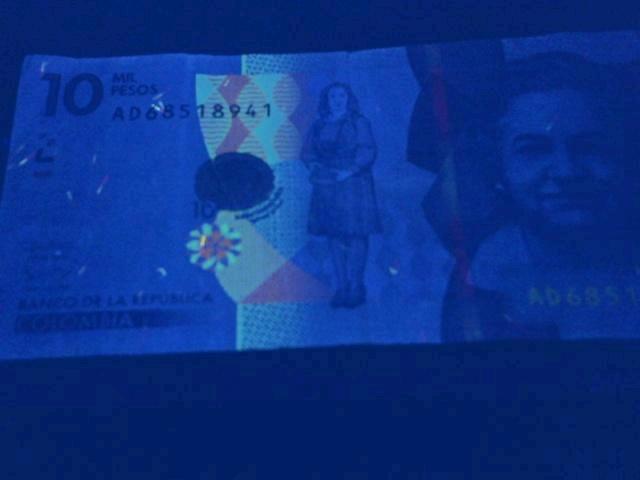 10 MIL
PESOS
AD68518941
10
AD6851
BANCO DE LA REPÚBLICA
COLOMBIA